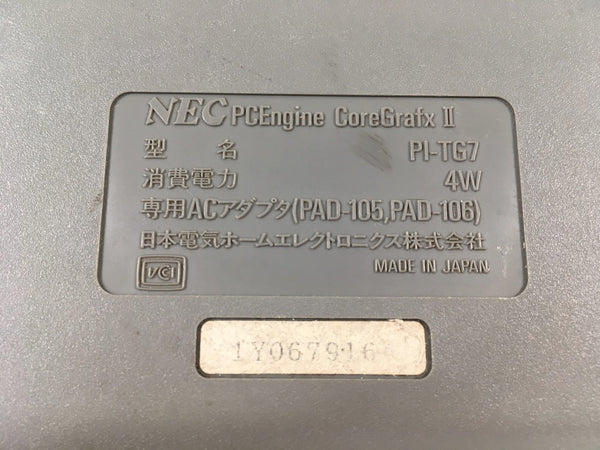 NEC PCEngine CoreGrafx II
型 名 PI-TG7
消費電力 4W
専用ACアダプタ(PAD-105,PAD-106)
日本電気ホームエレクトロニクス株式会社
VCI MADE IN JAPAN
1Y067916